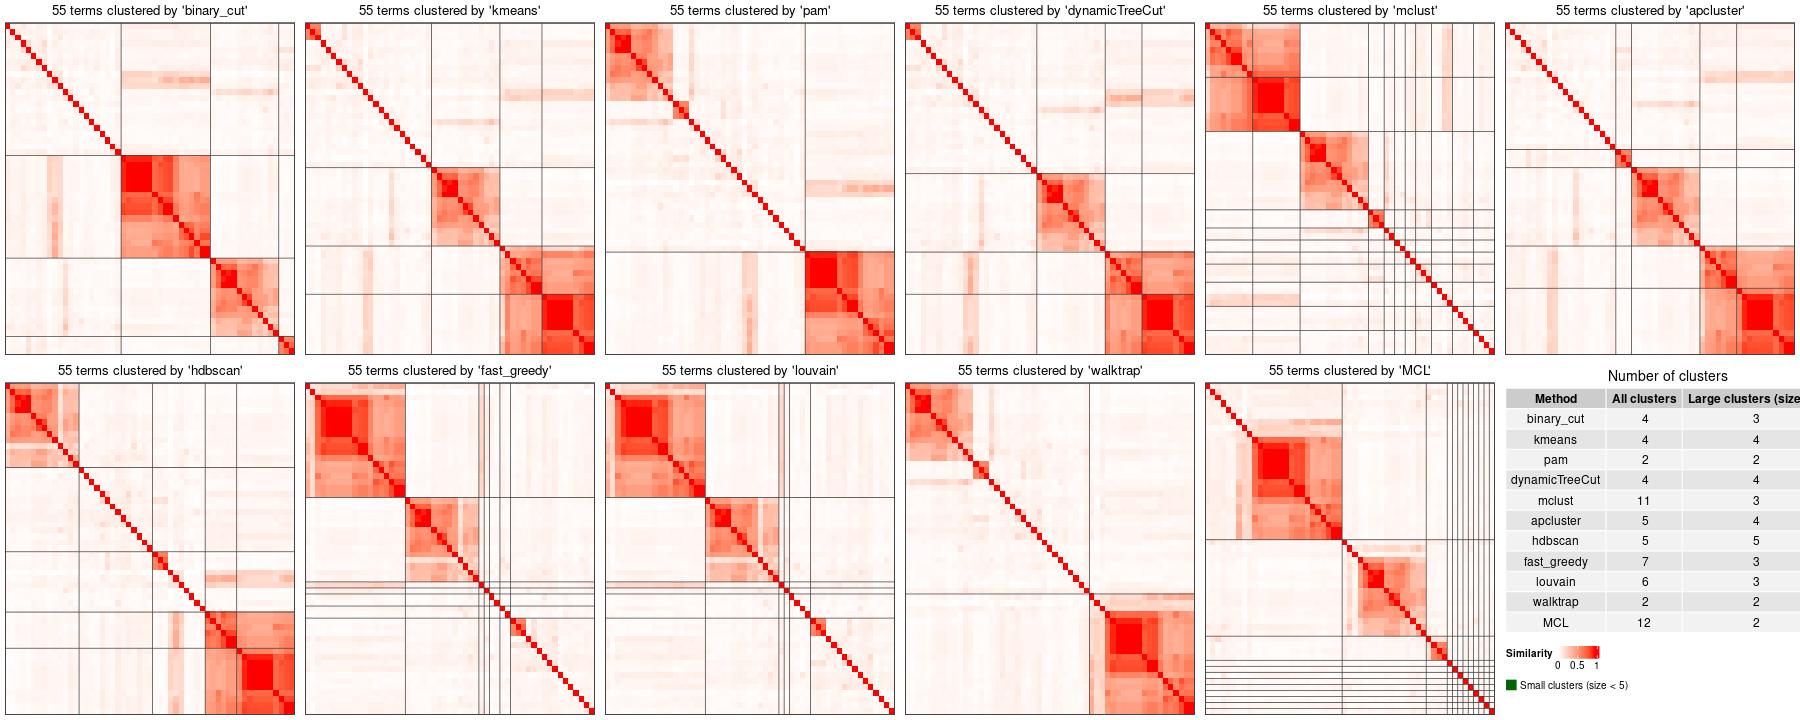 55 terms clustered by 'binary_cut'
55 terms clustered by 'kmeans'
55 terms clustered by 'pam'
55 terms clustered by 'dynamicTreeCut'
55 terms clustered by 'mclust'
55 terms clustered by 'apcluster'
55 terms clustered by 'hdbscan'
55 terms clustered by 'fast_greedy'
55 terms clustered by 'louvain'
55 terms clustered by 'walktrap'
55 terms clustered by 'MCL'
Number of clusters
Method All clusters Large clusters (size
binary_cut 4 3
kmeans 4 4
pam 2 2
dynamicTreeCut 4 4
mclust 11 3
apcluster 5 4
hdbscan 5 5
fast_greedy 7 3
louvain 6 3
walktrap 2 2
MCL 12 2
Similarity
0 0.5 1
Small clusters (size < 5)